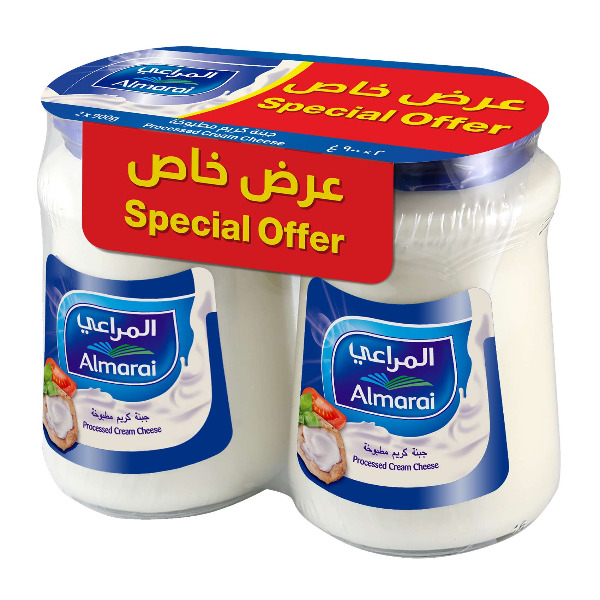 المراعي
Almarai
عرض خاص
Special Offer
2 x 900g
٢ × ٩٠٠ غ
جبنة كريم مطبوخة
Processed Cream Cheese
عرض خاص
Special Offer
المراعي
Almarai
جبنة كريم مطبوخة
Processed Cream Cheese
المراعي
Almarai
جبنة كريم مطبوخة
Processed Cream Cheese